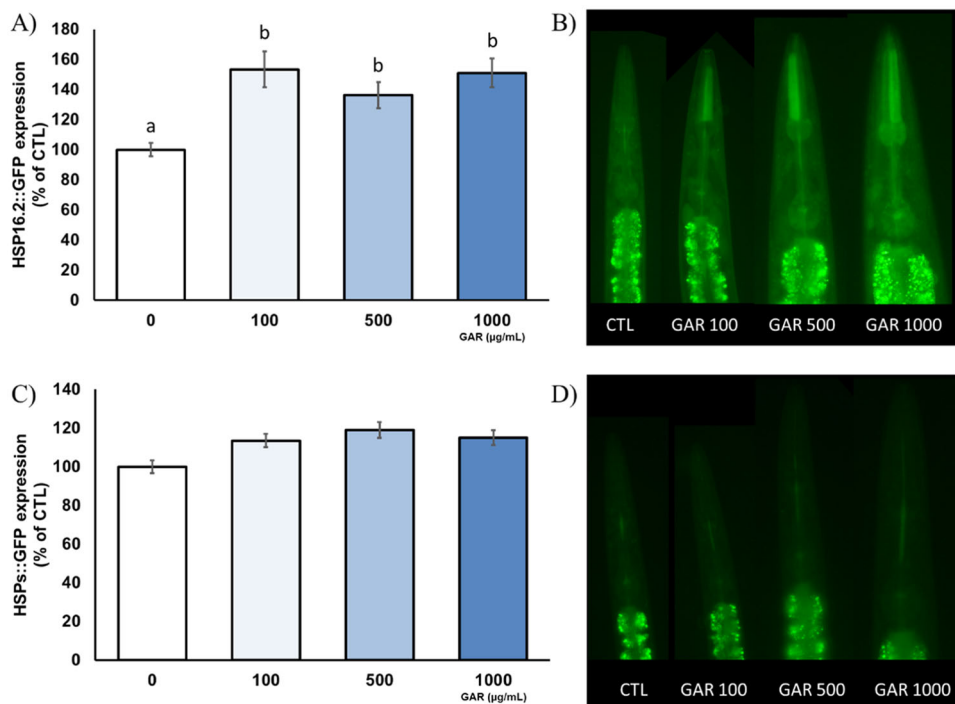 A)
HSP16.2::GFP expression
(% of CTL)
180
160
140
120
100
80
60
40
20
0
a
b
b
b
0 100 500 1000
GAR (µg/mL)
B)
CTL GAR 100 GAR 500 GAR 1000
C)
HSPs::GFP expression
(% of CTL)
140
120
100
80
60
40
20
0
0 100 500 1000
GAR (µg/mL)
D)
CTL GAR 100 GAR 500 GAR 1000